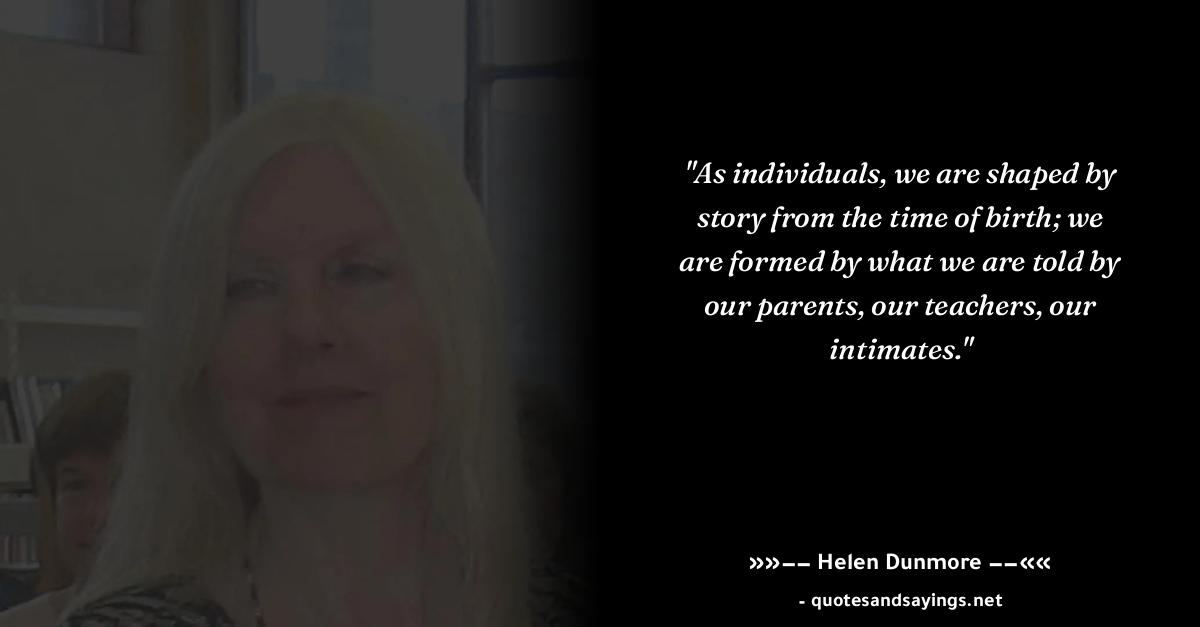 "As individuals, we are shaped by
story from the time of birth; we
are formed by what we are told by
our parents, our teachers, our
intimates."
»»–– Helen Dunmore ––««
- quotesandsayings.net